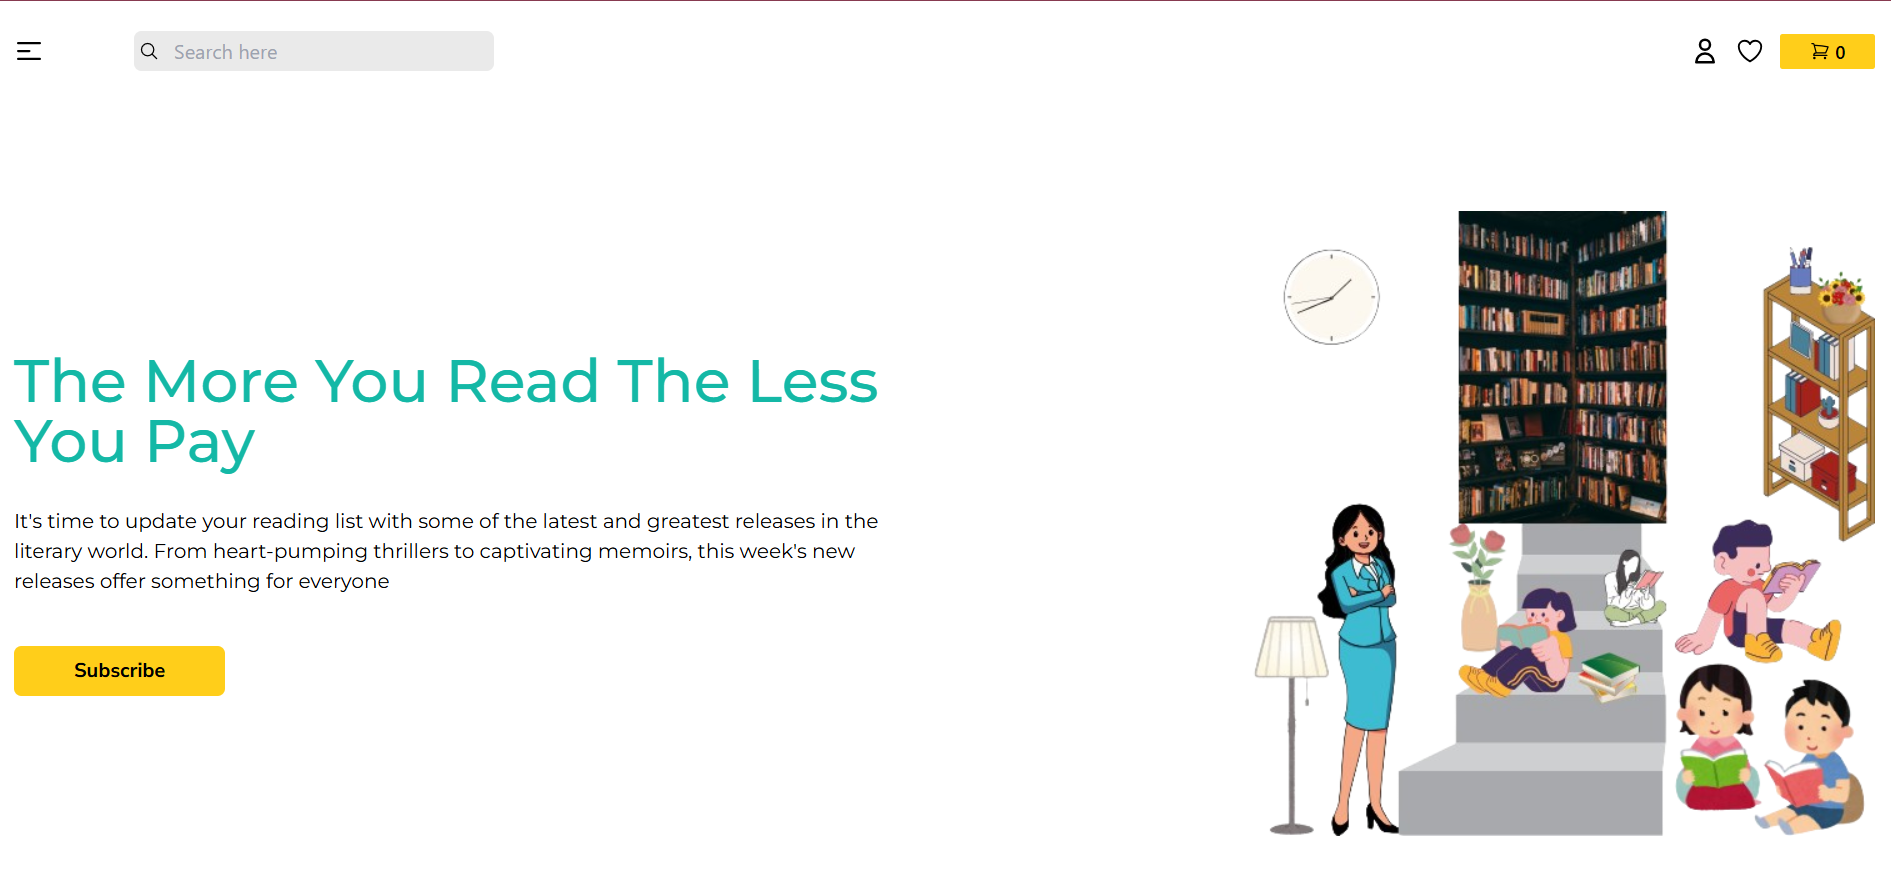 Search here
0
The More You Read The Less
You Pay
It's time to update your reading list with some of the latest and greatest releases in the
literary world. From heart-pumping thrillers to captivating memoirs, this week's new
releases offer something for everyone
Subscribe